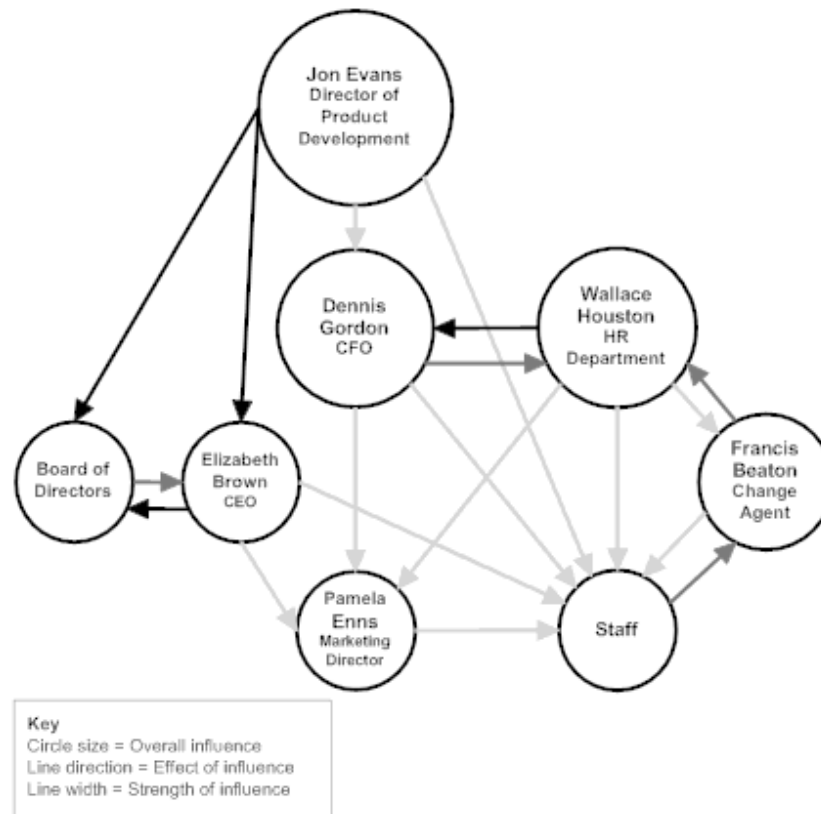 Jon Evans
Director of
Product
Development
Dennis
Gordon
CFO
Wallace
Houston
HR
Department
Board of
Directors
Elizabeth
Brown
CEO
Francis
Beaton
Change
Agent
Pamela
Enns
Marketing
Director
Staff
Key
Circle size = Overall influence
Line direction = Effect of influence
Line width = Strength of influence